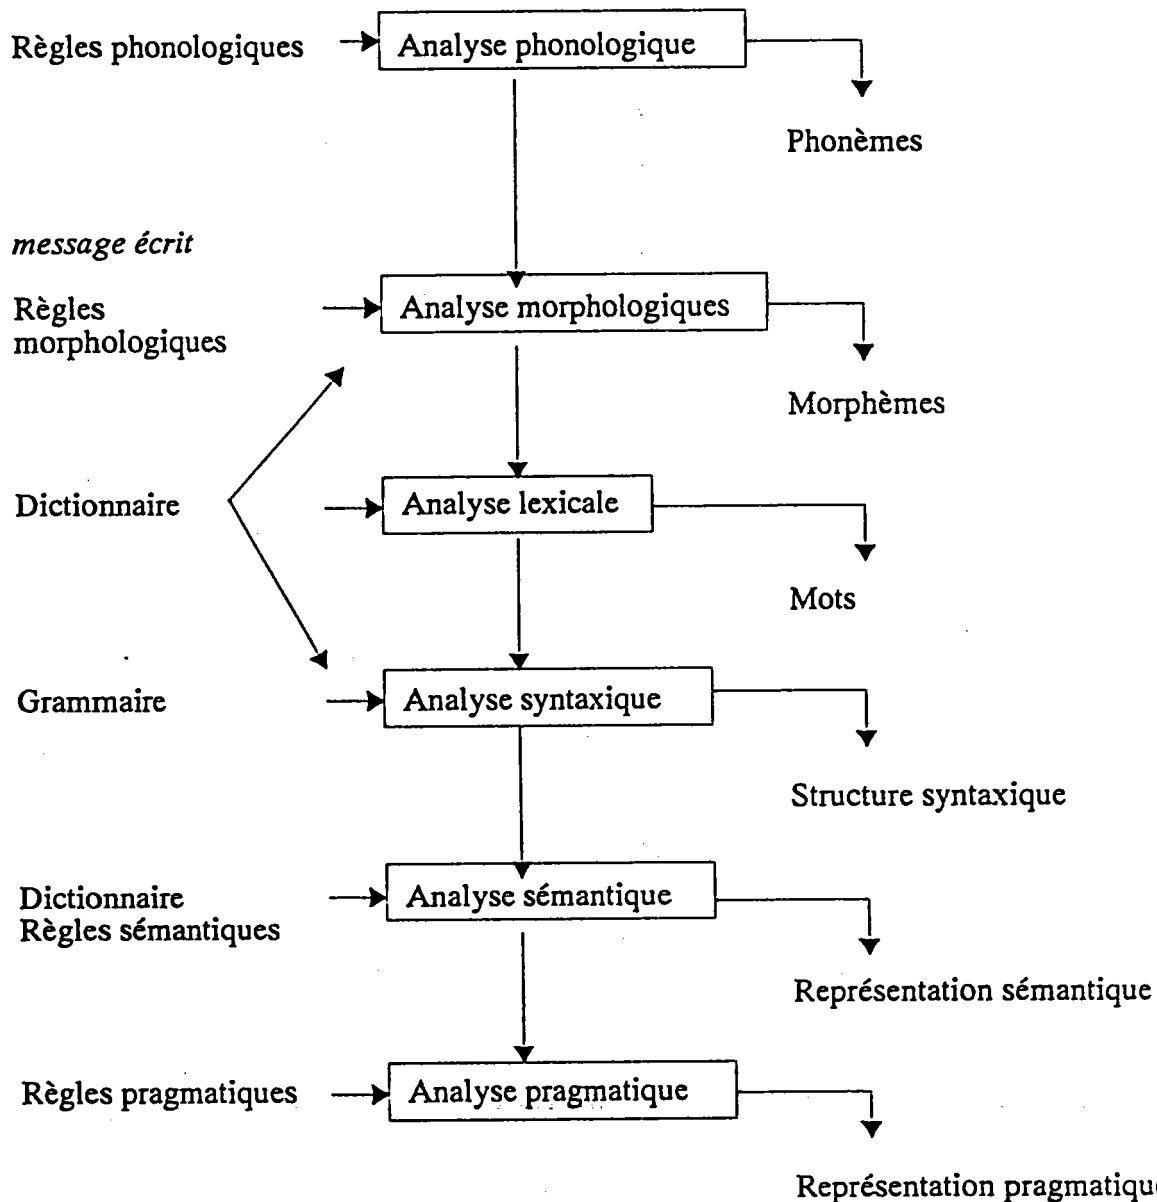 Règles phonologiques
Analyse phonologique
Phonèmes
message écrit
Règles
morphologiques
Analyse morphologiques
Morphèmes
Dictionnaire
Analyse lexicale
Mots
Grammaire
Analyse syntaxique
Structure syntaxique
Dictionnaire
Règles sémantiques
Analyse sémantique
Représentation sémantique
Règles pragmatiques
Analyse pragmatique
Représentation pragmatique